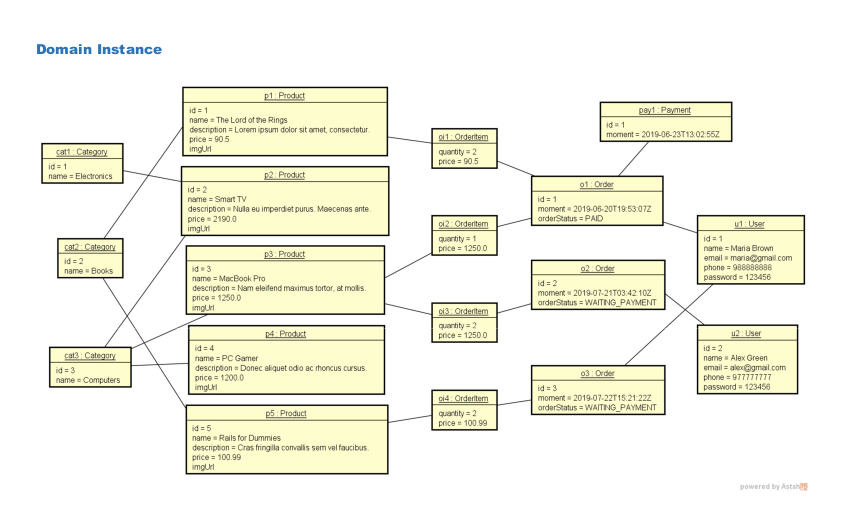 Domain Instance
p1 : Product
id = 1
name = The Lord of the Rings
description = Lorem ipsum dolor sit amet, consectetur.
price = 90.5
imgUrl
pay1 : Payment
id = 1
moment = 2019-06-23T13:02:55Z
oi1 : OrderItem
quantity = 2
price = 90.5
cat1 : Category
id = 1
name = Electronics
p2 : Product
id = 2
name = Smart TV
description = Nulla eu imperdiet purus. Maecenas ante.
price = 2190.0
imgUrl
o1 : Order
id = 1
moment = 2019-06-20T19:53:07Z
orderStatus = PAID
oi2 : OrderItem
quantity = 1
price = 1250.0
u1 : User
id = 1
name = Maria Brown
email = maria@gmail.com
phone = 988888888
password = 123456
cat2 : Category
id = 2
name = Books
p3 : Product
id = 3
name = MacBook Pro
description = Nam eleifend maximus tortor, at mollis.
price = 1250.0
imgUrl
o2 : Order
id = 2
moment = 2019-07-21T03:42:10Z
orderStatus = WAITING_PAYMENT
oi3 : OrderItem
quantity = 2
price = 1250.0
p4 : Product
id = 4
name = PC Gamer
description = Donec aliquet odio ac rhoncus cursus.
price = 1200.0
imgUrl
u2 : User
id = 2
name = Alex Green
email = alex@gmail.com
phone = 977777777
password = 123456
cat3 : Category
id = 3
name = Computers
o3 : Order
id = 3
moment = 2019-07-22T15:21:22Z
orderStatus = WAITING_PAYMENT
oi4 : OrderItem
quantity = 2
price = 100.99
p5 : Product
id = 5
name = Rails for Dummies
description = Cras fringilla convallis sem vel faucibus.
price = 100.99
imgUrl
powered by Astah